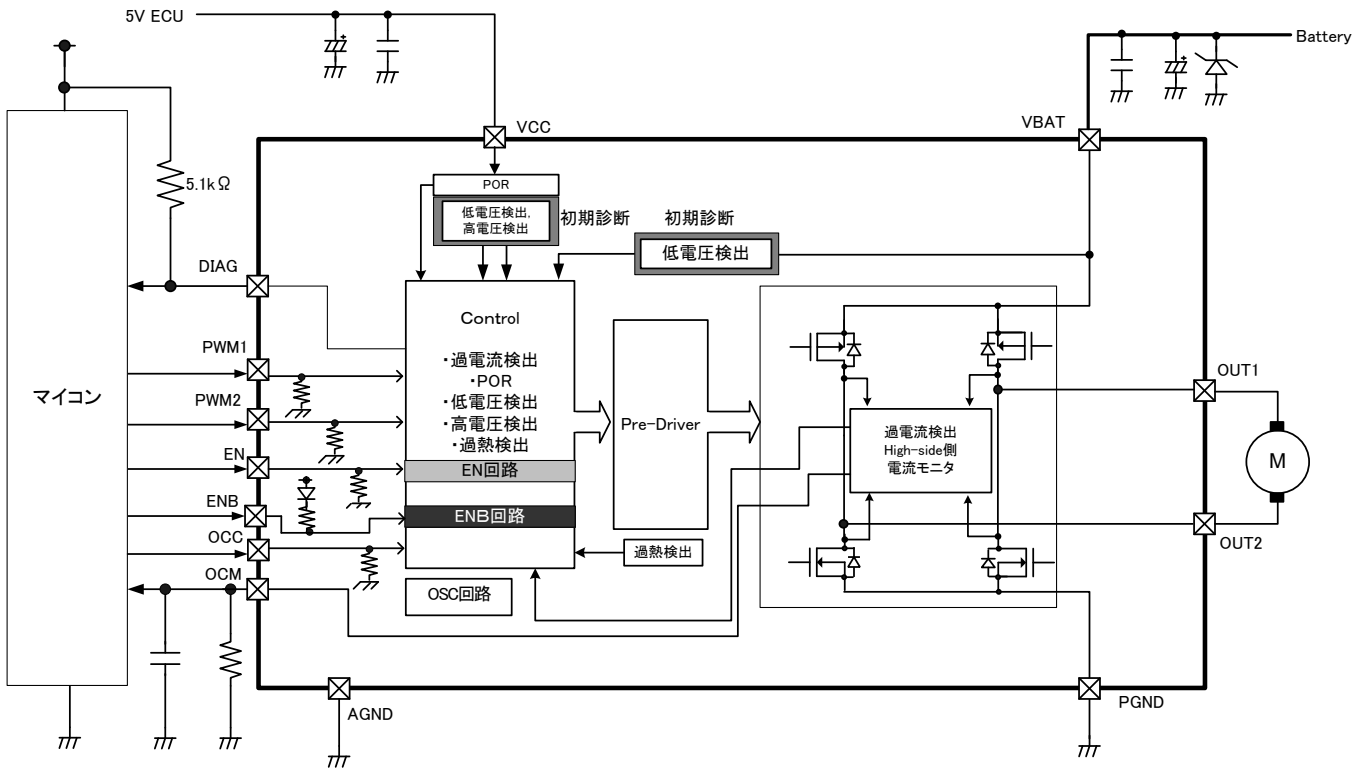 5V ECU
Battery
VCC
VBAT
POR
5.1kΩ
低電圧検出,
高電圧検出
初期診断
初期診断
低電圧検出
DIAG
Control
・過電流検出
・POR
・低電圧検出
・高電圧検出
・過熱検出
PWM1
PWM2
EN
ENB
OCC
OCM
マイコン
EN回路
ENB回路
Pre-Driver
過電流検出
High-side側
電流モニタ
OUT1
M
OUT2
過熱検出
OSC回路
AGND
PGND